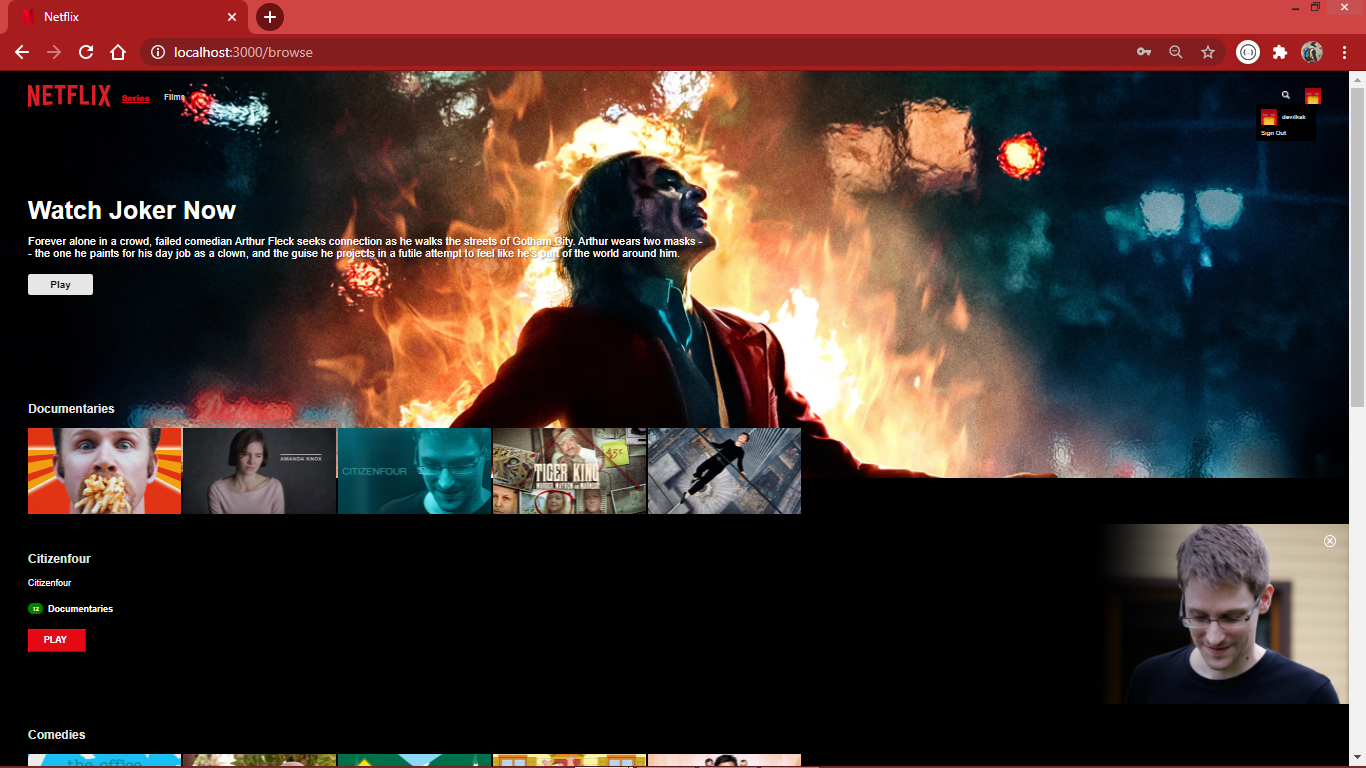 Netflix
localhost:3000/browse
NETFLIX
Series
Films
devilkak
Sign Out
Watch Joker Now
Forever alone in a crowd, failed comedian Arthur Fleck seeks connection as he walks the streets of Gotham City. Arthur wears two masks -
- the one he paints for his day job as a clown, and the guise he projects in a futile attempt to feel like he's part of the world around him.
Play
Documentaries
AMANDA KNOX
CITIZENFOUR
TIGER KING
MURDER, MAYHEM AND MADNESS
Citizenfour
Citizenfour
12 Documentaries
PLAY
Comedies
the office